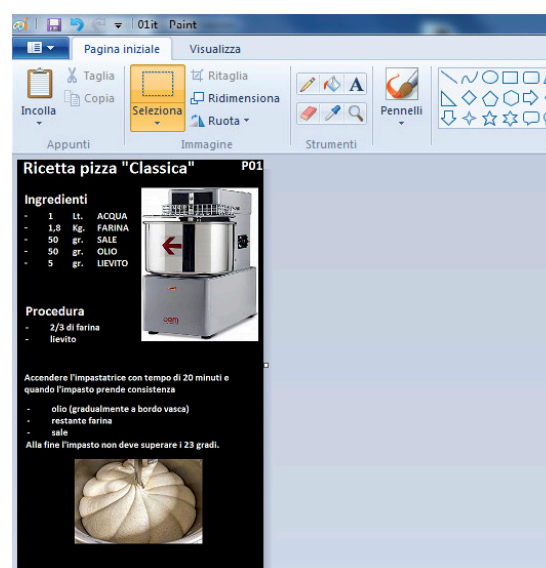 01it Paint
Pagina iniziale Visualizza
Incolla
Taglia
Copia
Appunti
Seleziona
Ritaglia
Ridimensiona
Ruota
Immagine
A
Strumenti
Pennelli
Ricetta pizza "Classica" P01
Ingredienti
- 1 Lt. ACQUA
- 1,8 Kg. FARINA
- 50 gr. SALE
- 50 gr. OLIO
- 5 gr. LIEVITO
Procedura
- 2/3 di farina
- lievito
Accendere l'impastatrice con tempo di 20 minuti e
quando l'impasto prende consistenza
- olio (gradualmente a bordo vasca)
- restante farina
- sale
Alla fine l'impasto non deve superare i 23 gradi.